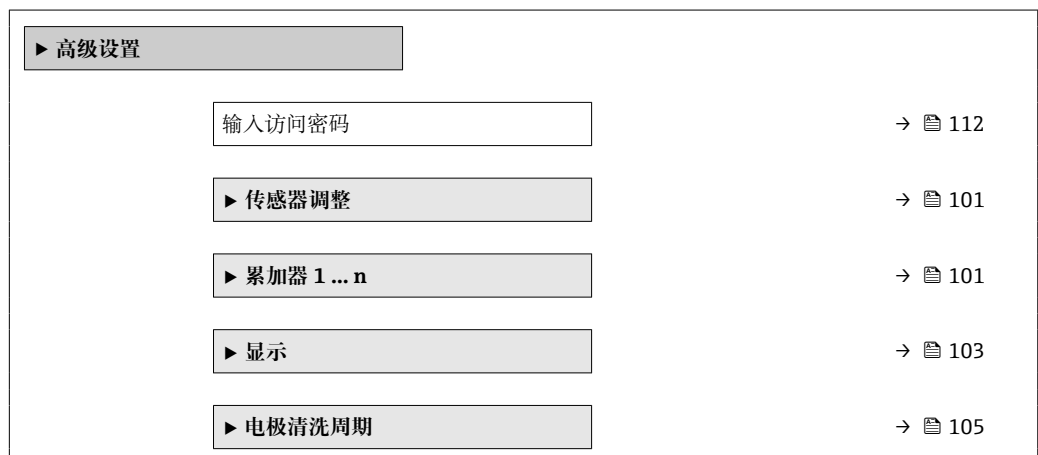 ▶ 高级设置
输入访问密码 → 🖹 112
▶ 传感器调整 → 🖹 101
▶ 累加器 1 ... n → 🖹 101
▶ 显示 → 🖹 103
▶ 电极清洗周期 → 🖹 105